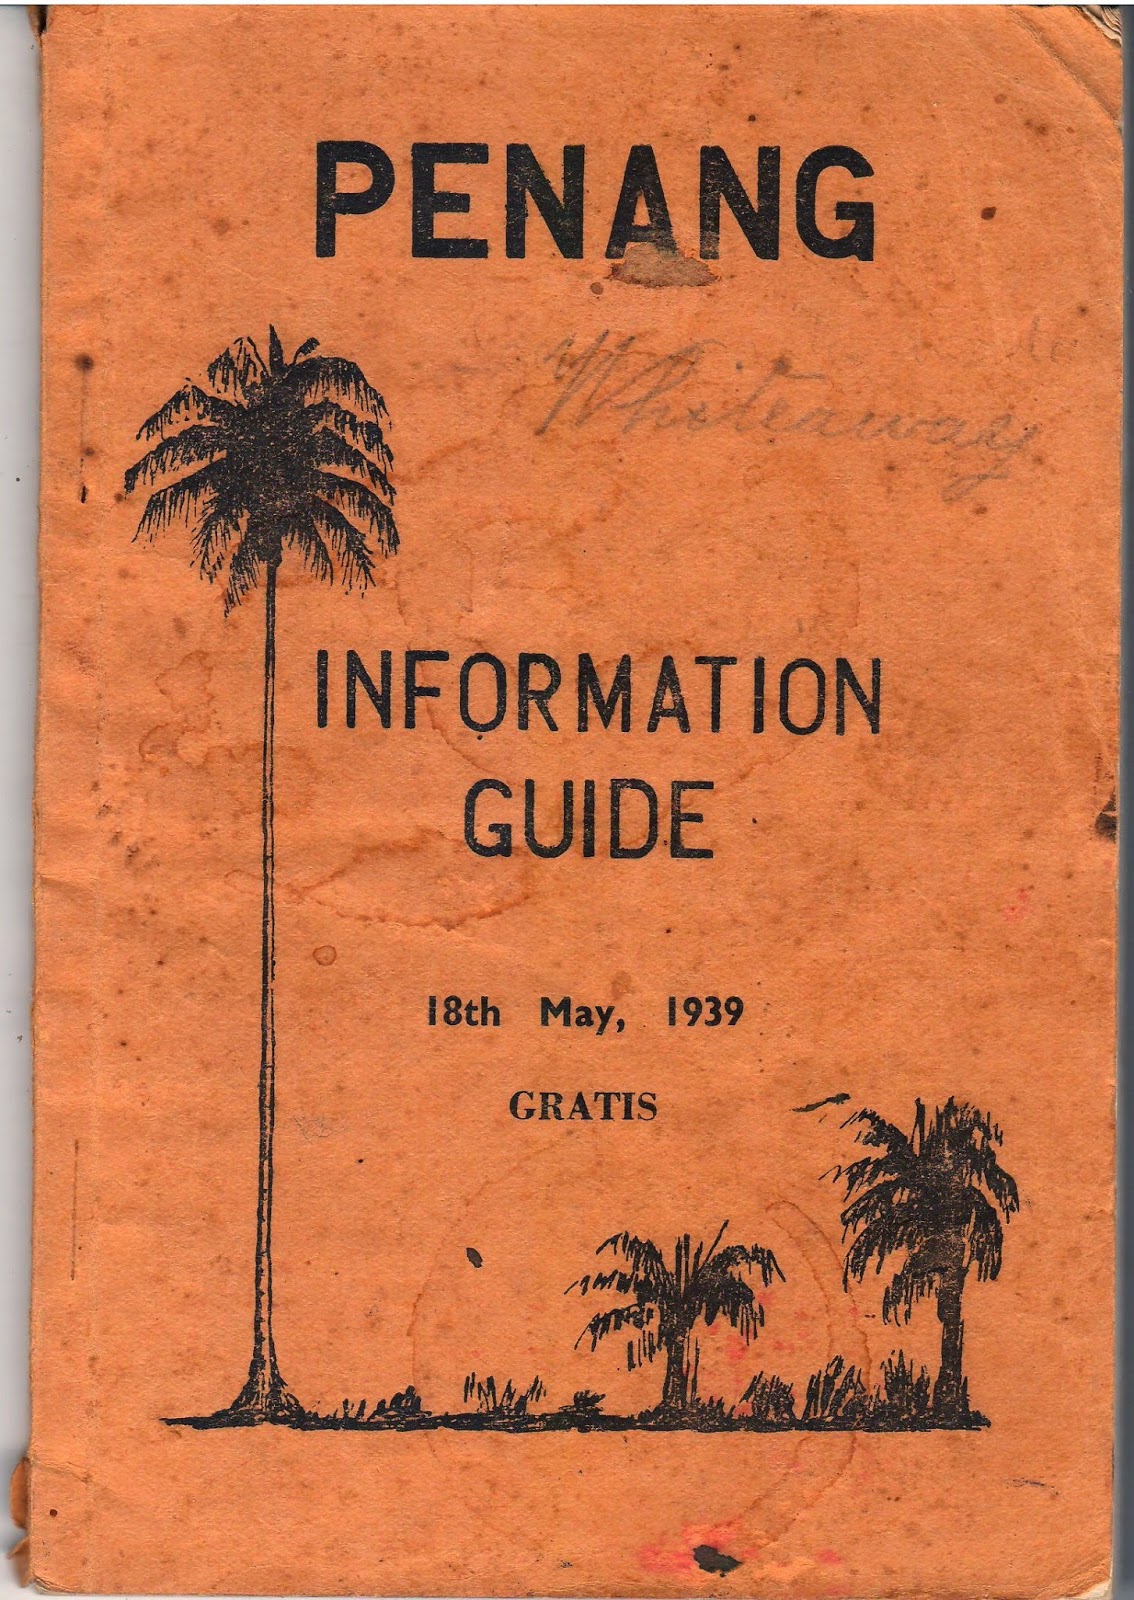 PENANG
Whiteaway
INFORMATION
GUIDE
18th May, 1939
GRATIS